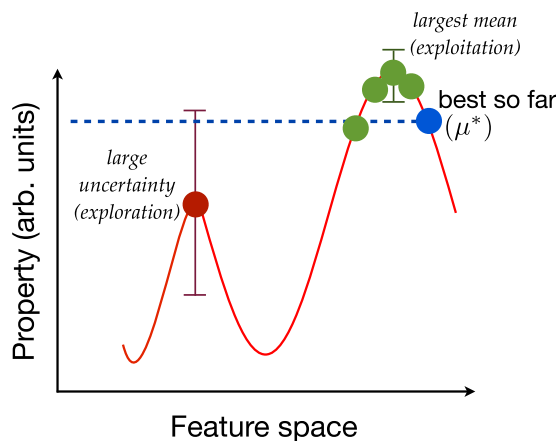 largest mean
(exploitation)
best so far
(μ*)
large
uncertainty
(exploration)
Property (arb. units)
Feature space